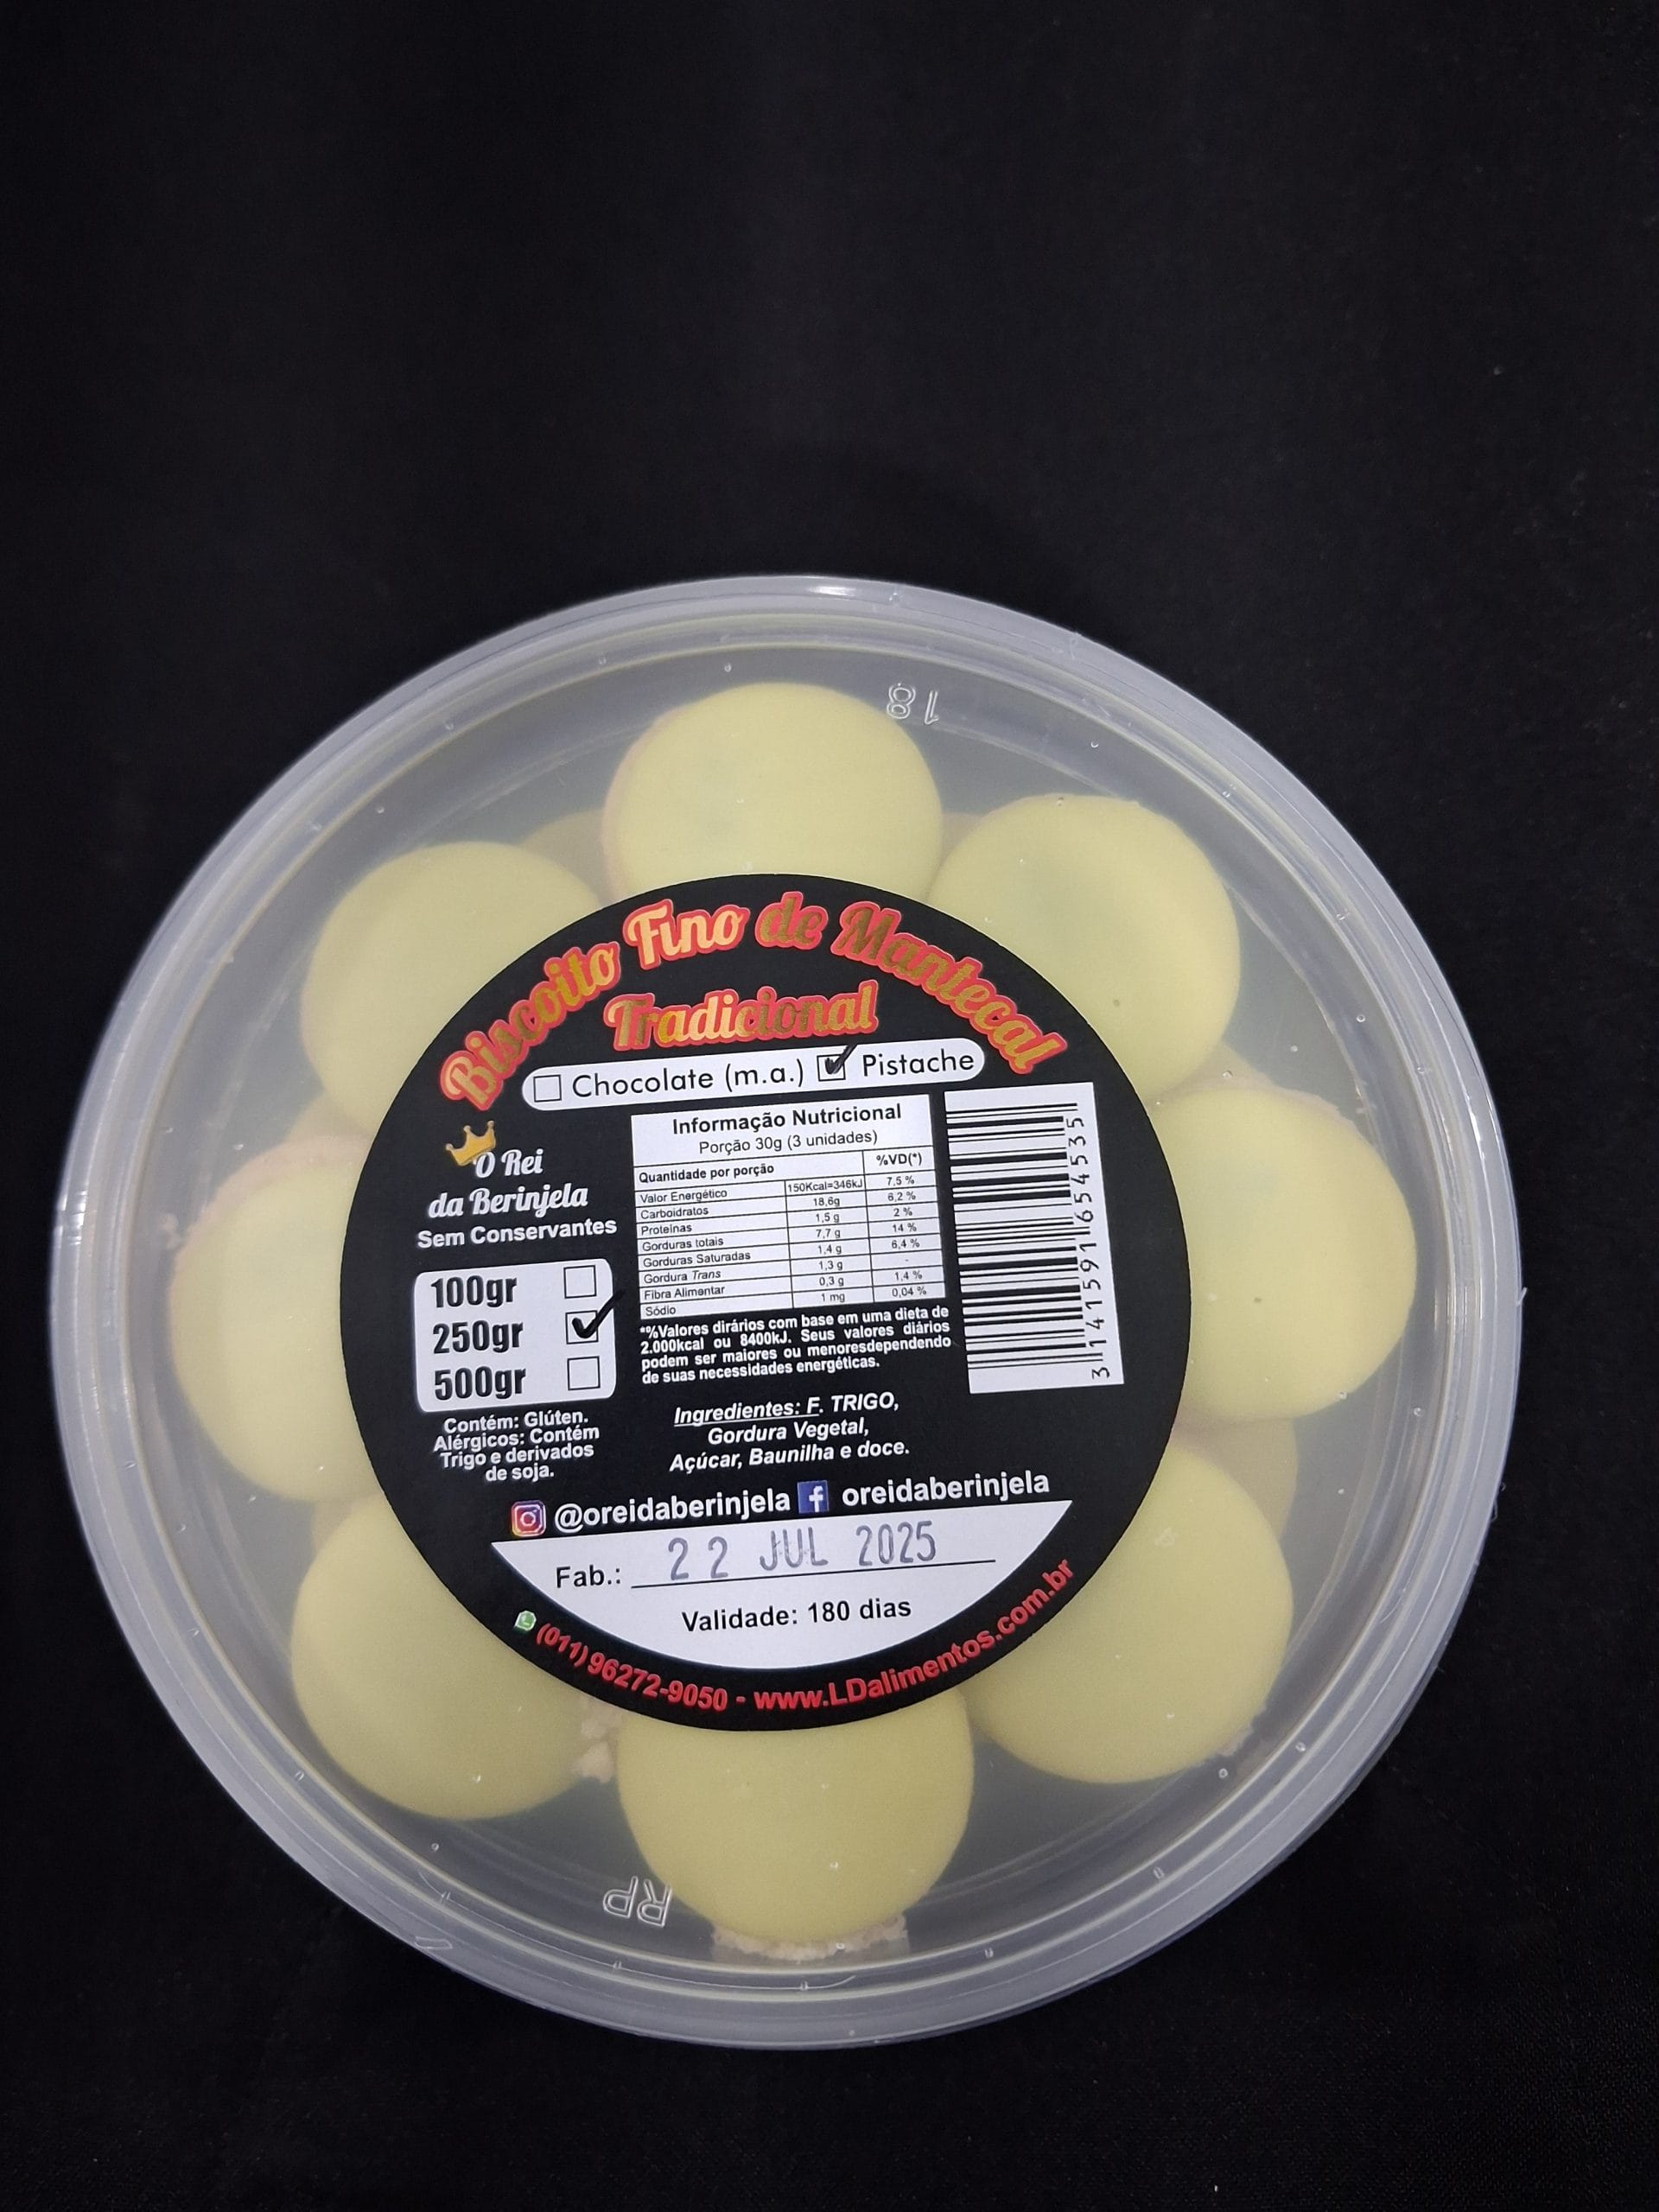 18
Biscoito Fino de Mantecal
Tradicional
Chocolate (m.a.) Pistache
O Rei
da Berinjela
Sem Conservantes
100gr
250gr
500gr
Contém: Glúten.
Alérgicos: Contém
Trigo e derivados
de soja.
Informação Nutricional
Porção 30g (3 unidades)
Quantidade por porção %VD(*)
Valor Energético 150Kcal=346kJ 7,5 %
Carboidratos 18,6g 6,2 %
Proteínas 1,5 g 2 %
Gorduras totais 7,7 g 14 %
Gorduras Saturadas 1,4 g 6,4 %
Gordura Trans 1,3 g -
Fibra Alimentar 0,3 g 1,4 %
Sódio 1 mg 0,04 %
*%Valores dirários com base em uma dieta de
2.000kcal ou 8400kJ. Seus valores diários
podem ser maiores ou menoresdependendo
de suas necessidades energéticas.
3 141591 654535
Ingredientes: F. TRIGO,
Gordura Vegetal,
Açúcar, Baunilha e doce.
@oreidaberinjela oreidaberinjela
Fab.: 22 JUL 2025
Validade: 180 dias
(011) 96272-9050 - www.LDalimentos.com.br
RP